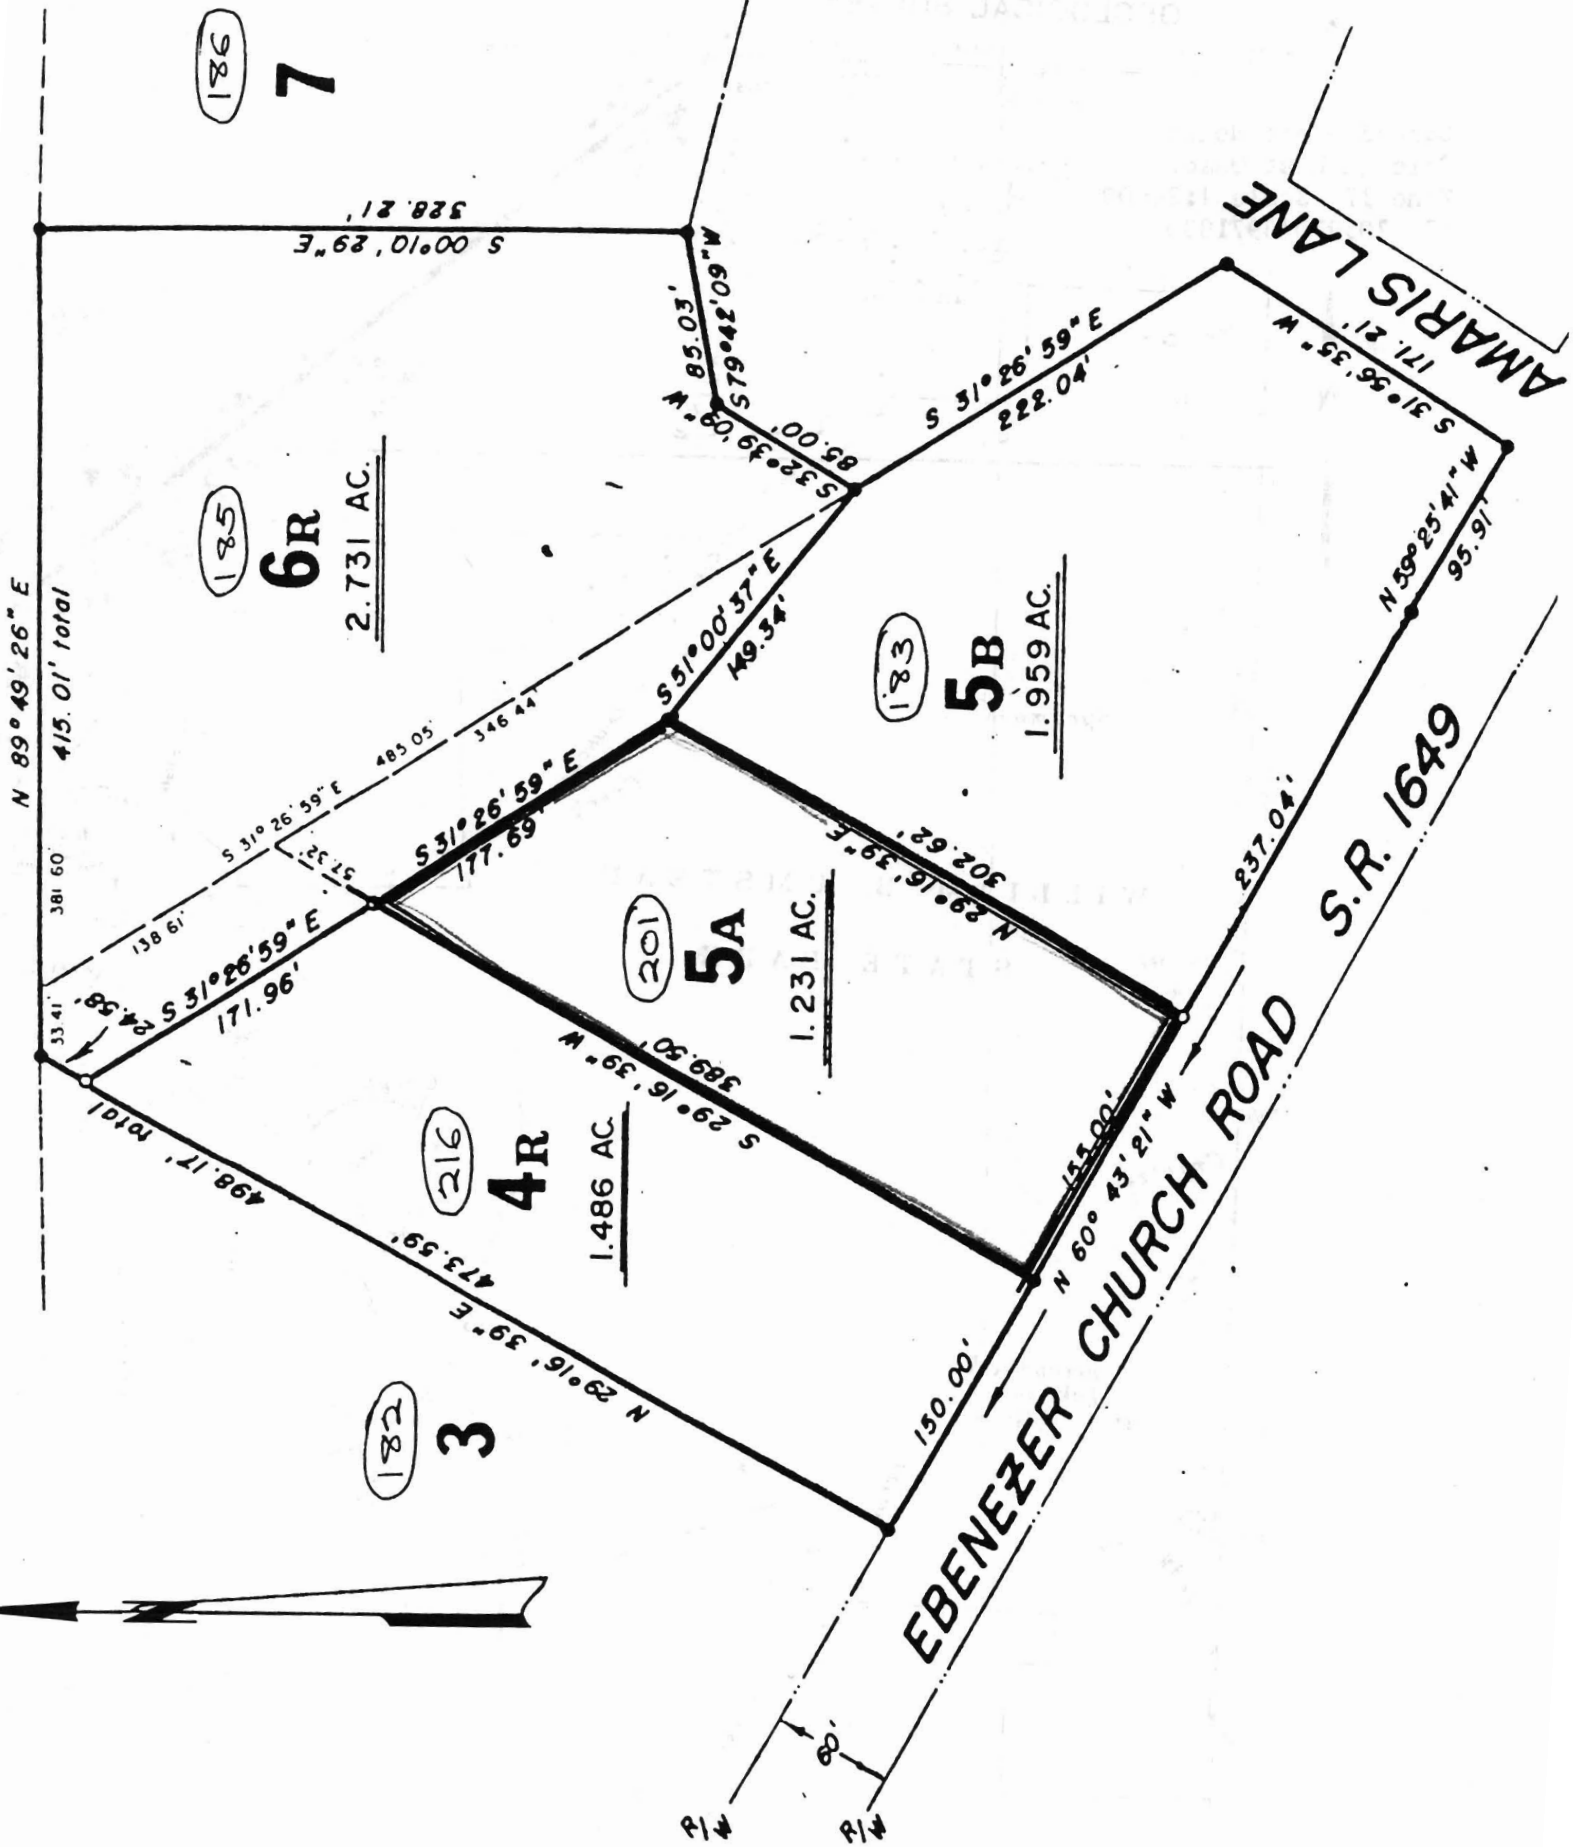 N 89°49'26" E
415.01' total
381 60
33.41
24.58'
S 00°10'29"E
328.21'
186
7
185
6R
2.731 AC.
85.03'
S 79°42'09"W
S 32°39'09"W
85.00'
S 31°26'59"E
222.04'
S 31°56'35" W
171.21'
AMARIS LANE
N 59°25'41"W
95.91'
S 31° 26' 59"E
138 61'
485 05'
346 44'
57.32'
S 31°26'59"E
171.96'
S 31°26'59"E
177.69'
S 51°00'37"E
149.34'
183
5B
1.959 AC.
237.04'
201
5A
1.231 AC.
N 29°16'39"E
302.62'
S 29°16'39"W
389.50'
155.00'
N 60° 43'21" W
216
4R
1.486 AC.
498.17' total
473.59'
N 29°16'39"E
150.00'
182
3
N
EBENEZER CHURCH ROAD S.R. 1649
60'
R/W
R/W